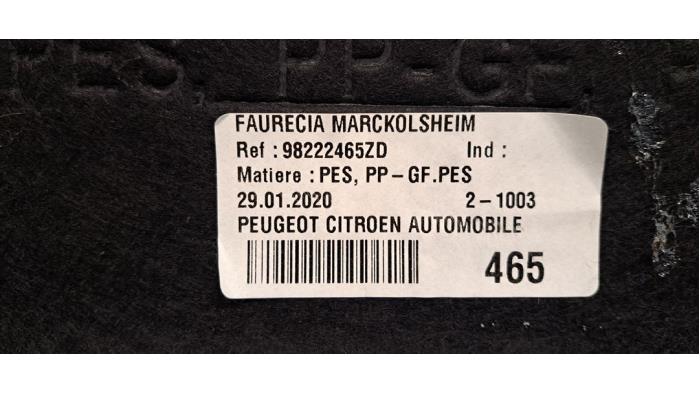 PES, PP-GF,
FAURECIA MARCKOLSHEIM
Ref : 98222465ZD Ind :
Matiere : PES, PP-GF.PES
29.01.2020 2-1003
PEUGEOT CITROEN AUTOMOBILE
465